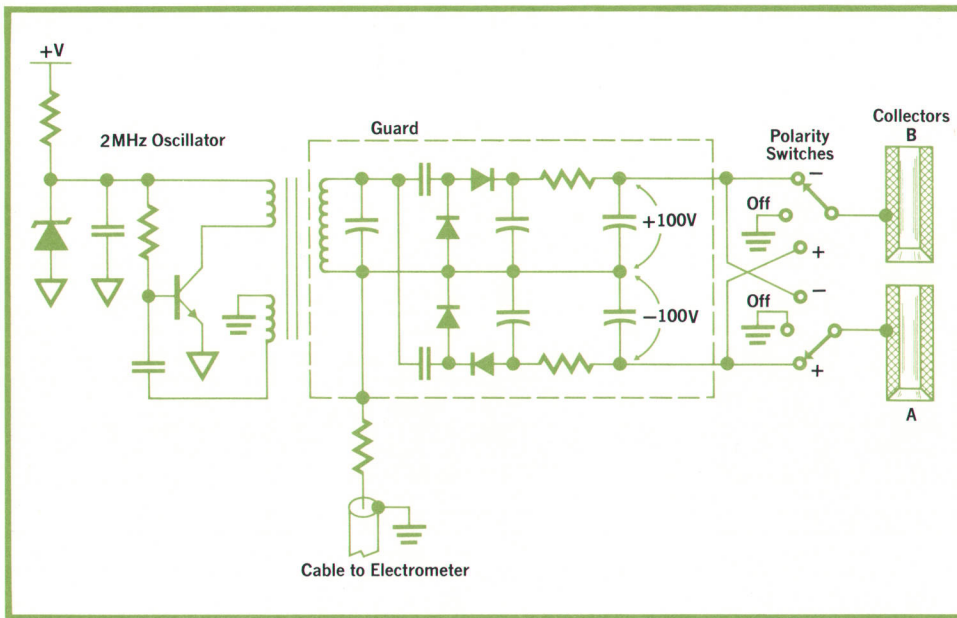 +V
2MHz Oscillator
Guard
Polarity
Switches
Collectors
B
−
Off
+100V
+
−
Off
−100V
+
A
Cable to Electrometer